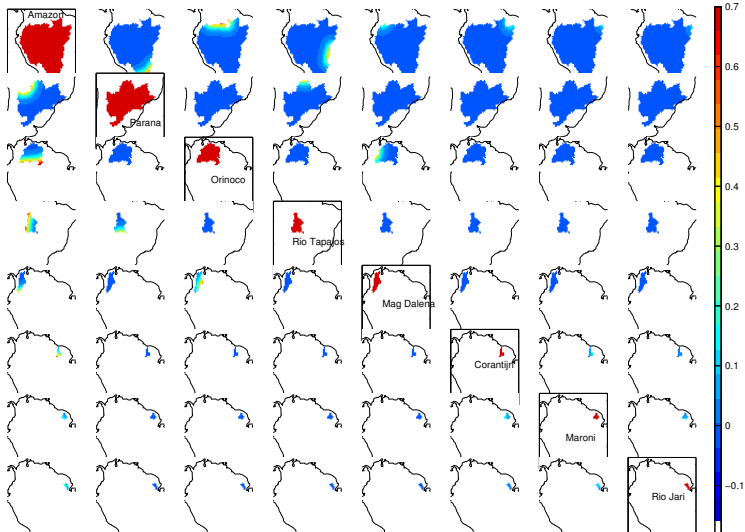 Amazon
Parana
Orinoco
Rio Tapajos
Mag Dalena
Corantijn
Maroni
Rio Jari
0.7
0.6
0.5
0.4
0.3
0.2
0.1
0
-0.1